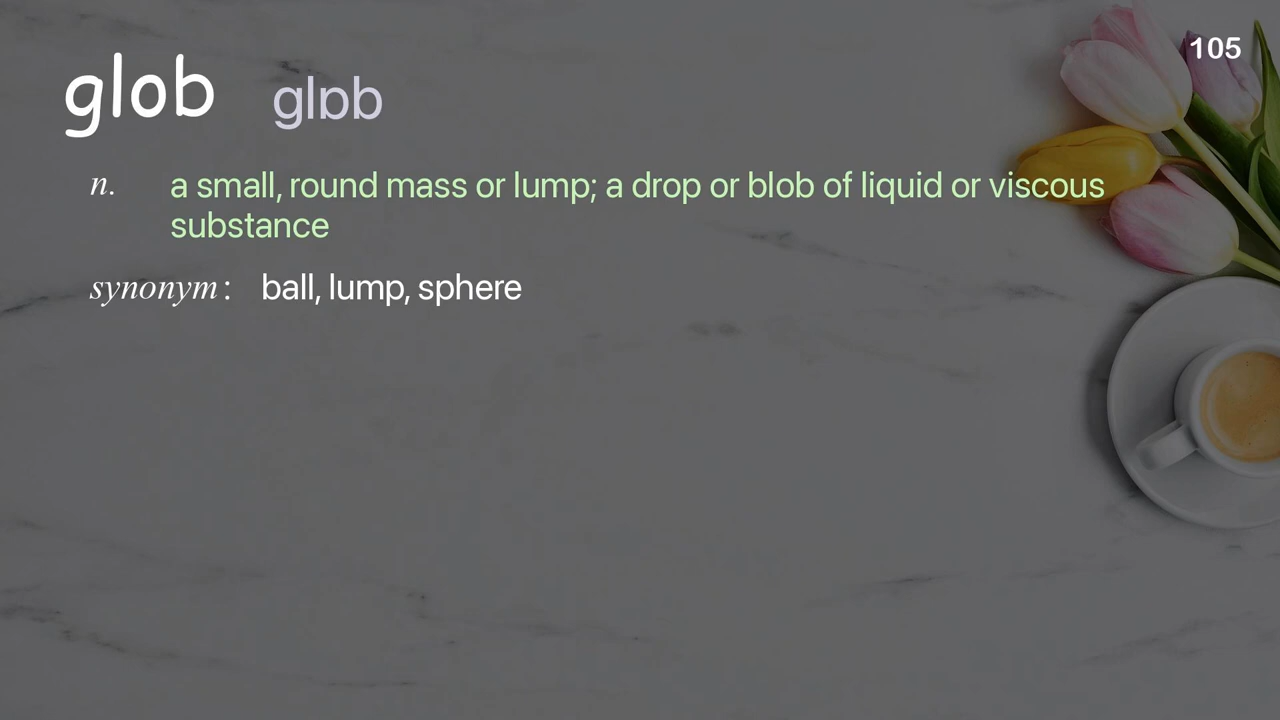 105
glob glɒb
n. a small, round mass or lump; a drop or blob of liquid or viscous
substance
synonym : ball, lump, sphere